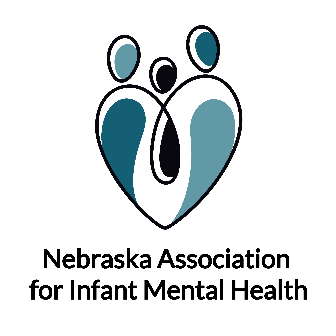 Nebraska Association
for Infant Mental Health